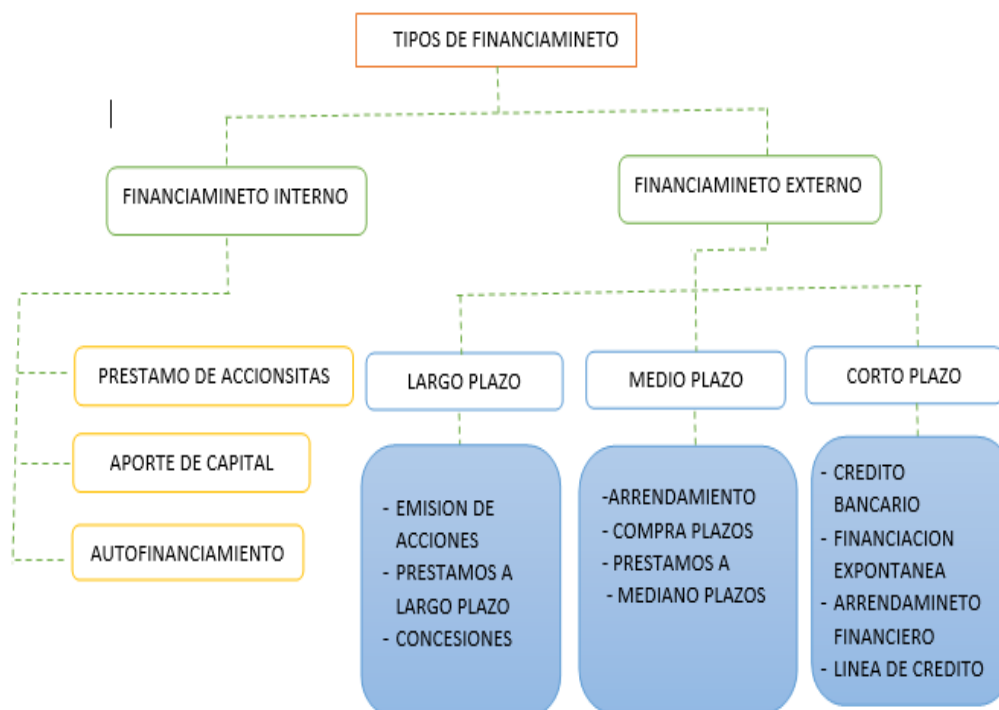 TIPOS DE FINANCIAMINETO
FINANCIAMINETO INTERNO
FINANCIAMINETO EXTERNO
PRESTAMO DE ACCIONSITAS
APORTE DE CAPITAL
AUTOFINANCIAMIENTO
LARGO PLAZO
- EMISION DE
ACCIONES
- PRESTAMOS A
LARGO PLAZO
- CONCESIONES
MEDIO PLAZO
-ARRENDAMIENTO
- COMPRA PLAZOS
- PRESTAMOS A
- MEDIANO PLAZOS
CORTO PLAZO
- CREDITO
BANCARIO
- FINANCIACION
EXPONTANEA
- ARRENDAMINETO
FINANCIERO
- LINEA DE CREDITO